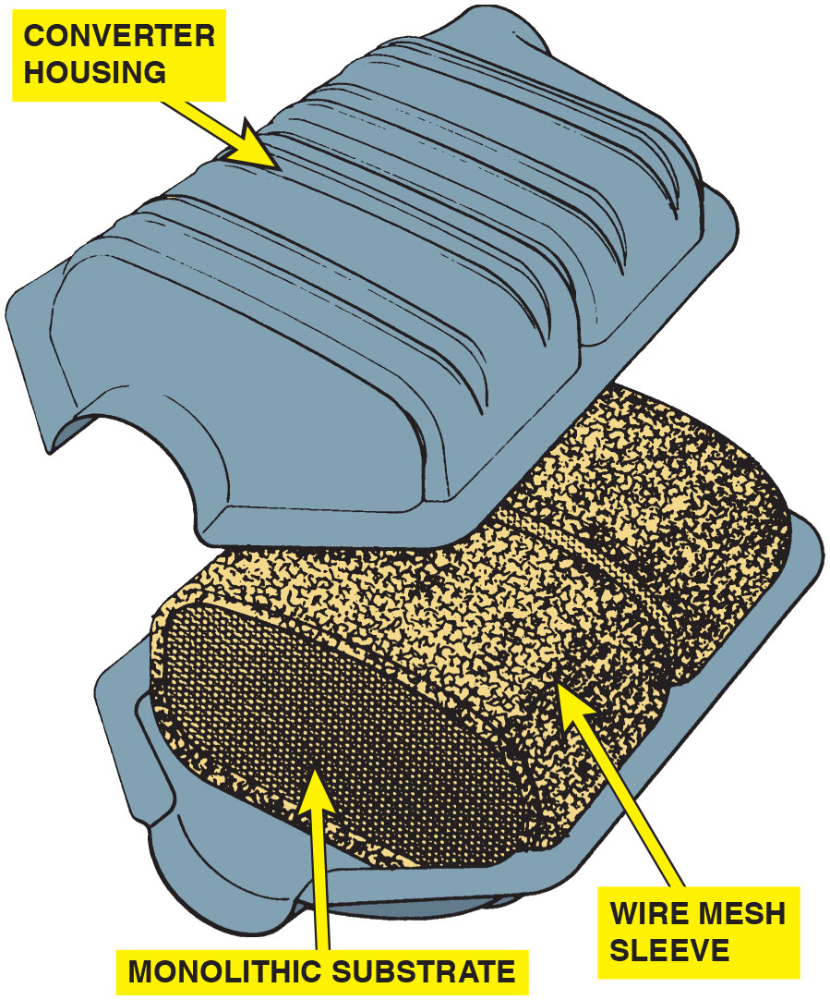 CONVERTER
HOUSING
WIRE MESH
SLEEVE
MONOLITHIC SUBSTRATE